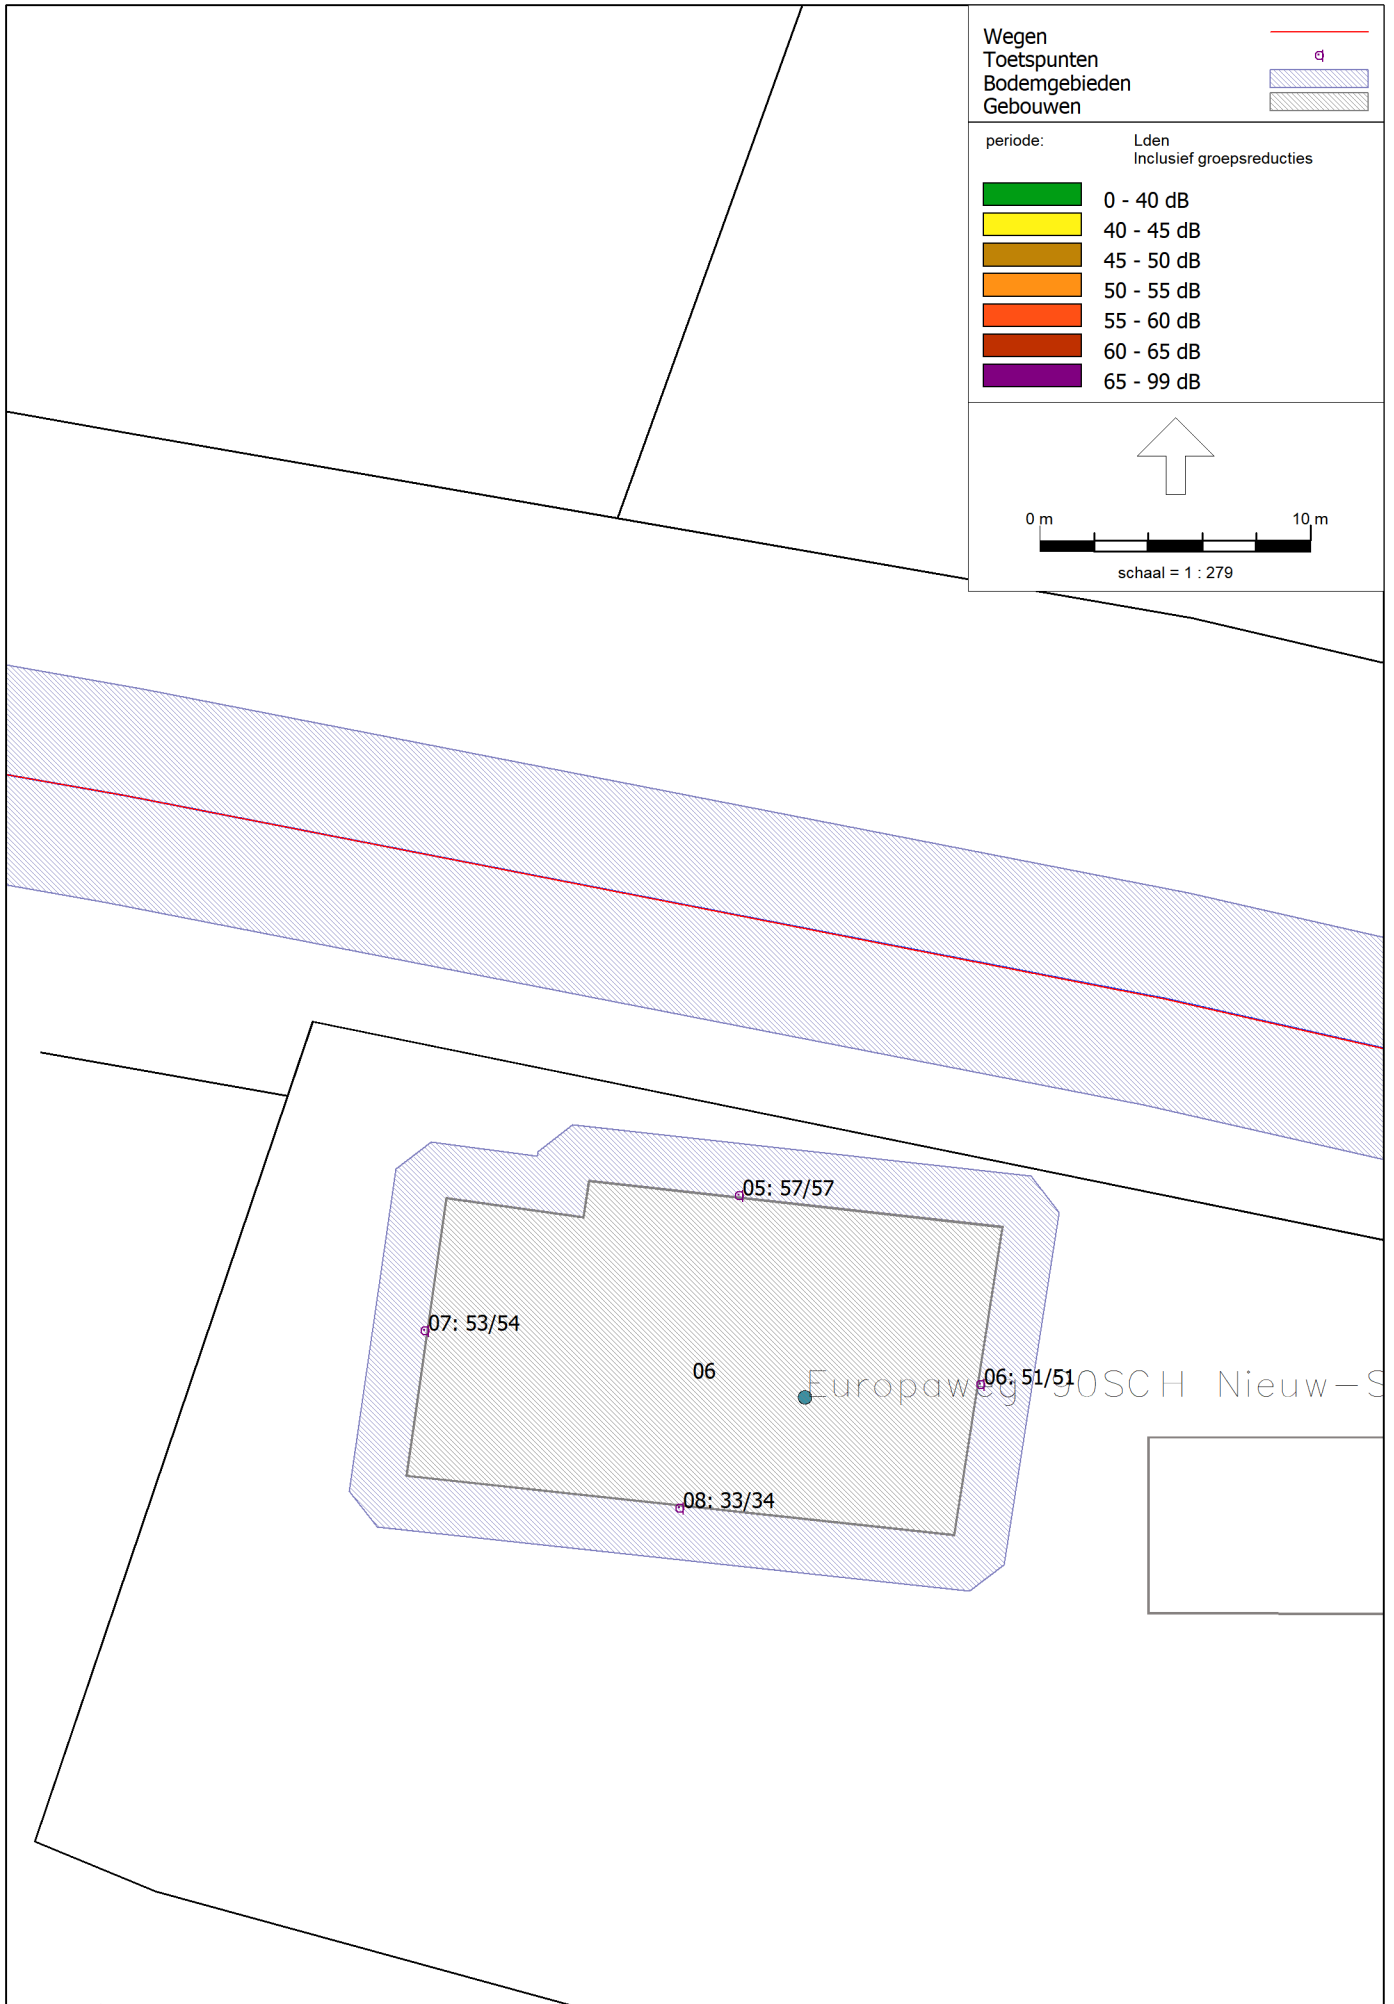 Wegen
Toetspunten
Bodemgebieden
Gebouwen
periode: Lden
Inclusief groepsreducties
0 - 40 dB
40 - 45 dB
45 - 50 dB
50 - 55 dB
55 - 60 dB
60 - 65 dB
65 - 99 dB
0 m 10 m
schaal = 1 : 279
05: 57/57
07: 53/54
06
06: 51/51
Europaweg 90SCH Nieuw-S
08: 33/34